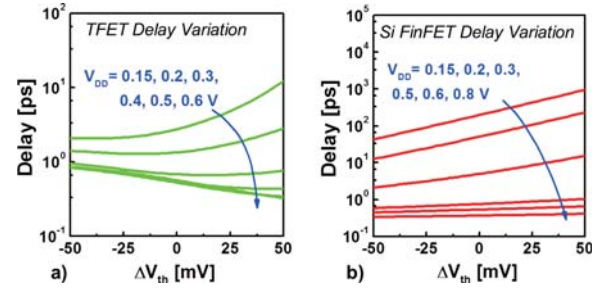 TFET Delay Variation
V_DD = 0.15, 0.2, 0.3,
0.4, 0.5, 0.6 V
Delay [ps]
10²
10¹
10⁰
10⁻¹
-50 -25 0 25 50
a) ΔV_th [mV]
Si FinFET Delay Variation
V_DD = 0.15, 0.2, 0.3,
0.5, 0.6, 0.8 V
Delay [ps]
10⁵
10⁴
10³
10²
10¹
10⁰
10⁻¹
-50 -25 0 25 50
b) ΔV_th [mV]